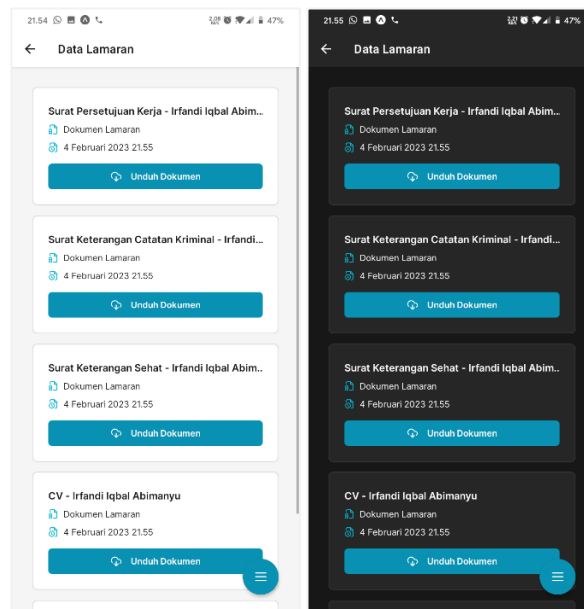 21.54
47%
Data Lamaran
Surat Persetujuan Kerja - Irfandi Iqbal Abim...
Dokumen Lamaran
4 Februari 2023 21.55
Unduh Dokumen
Surat Keterangan Catatan Kriminal - Irfandi...
Dokumen Lamaran
4 Februari 2023 21.55
Unduh Dokumen
Surat Keterangan Sehat - Irfandi Iqbal Abim..
Dokumen Lamaran
4 Februari 2023 21.55
Unduh Dokumen
CV - Irfandi Iqbal Abimanyu
Dokumen Lamaran
4 Februari 2023 21.55
Unduh Dokumen
21.55
47%
Data Lamaran
Surat Persetujuan Kerja - Irfandi Iqbal Abim...
Dokumen Lamaran
4 Februari 2023 21.55
Unduh Dokumen
Surat Keterangan Catatan Kriminal - Irfandi...
Dokumen Lamaran
4 Februari 2023 21.55
Unduh Dokumen
Surat Keterangan Sehat - Irfandi Iqbal Abim..
Dokumen Lamaran
4 Februari 2023 21.55
Unduh Dokumen
CV - Irfandi Iqbal Abimanyu
Dokumen Lamaran
4 Februari 2023 21.55
Unduh Dokumen